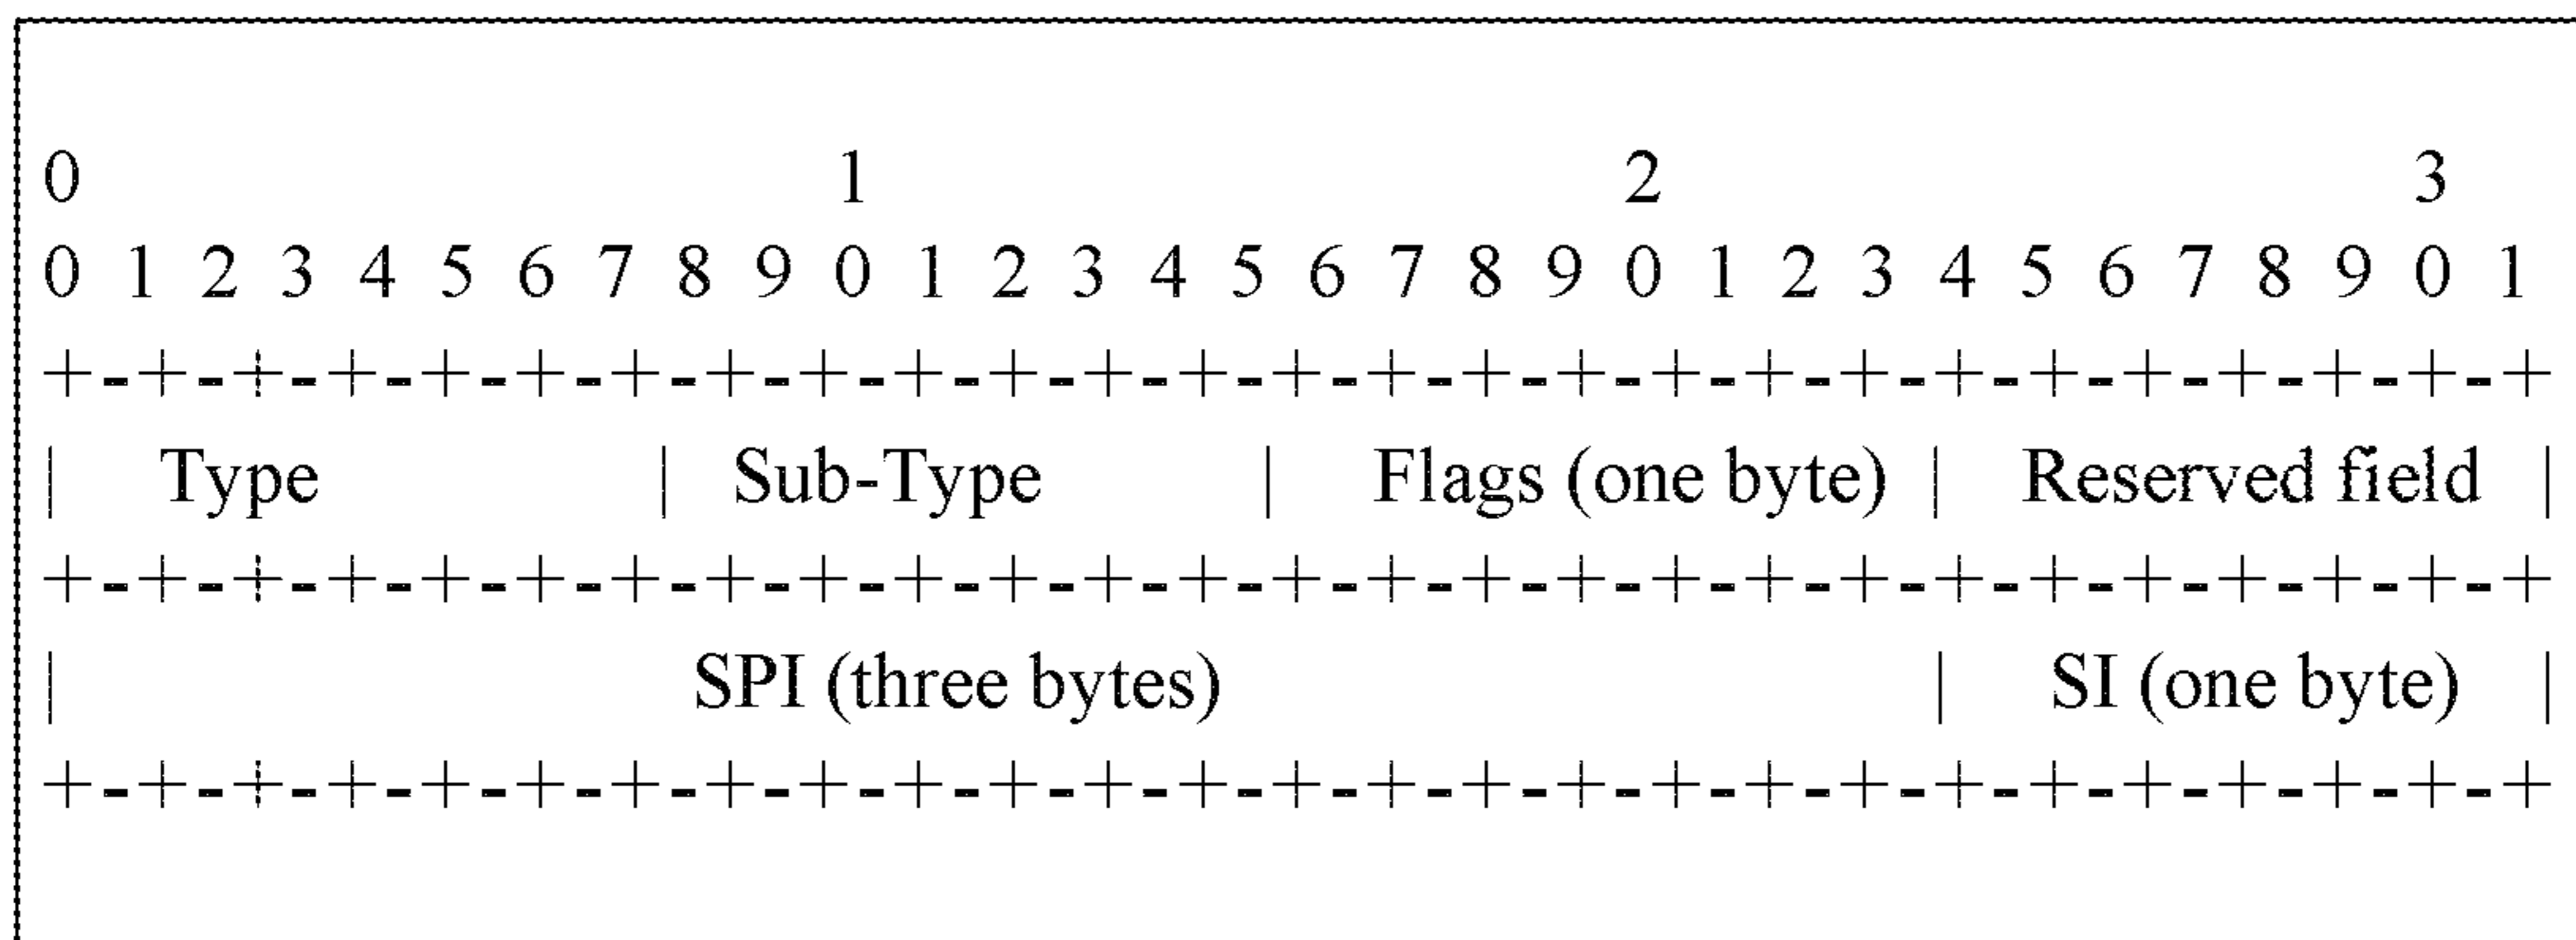 0 1 2 3
0 1 2 3 4 5 6 7 8 9 0 1 2 3 4 5 6 7 8 9 0 1 2 3 4 5 6 7 8 9 0 1
+-+-+-+-+-+-+-+-+-+-+-+-+-+-+-+-+-+-+-+-+-+-+-+-+-+-+
| Type | Sub-Type | Flags (one byte) | Reserved field |
+-+-+-+-+-+-+-+-+-+-+-+-+-+-+-+-+-+-+-+-+-+-+-+-+-+-+
| SPI (three bytes) | SI (one byte) |
+-+-+-+-+-+-+-+-+-+-+-+-+-+-+-+-+-+-+-+-+-+-+-+-+-+-+